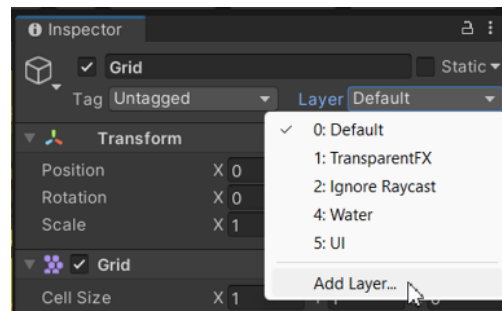 Inspector
Grid
Static
Tag Untagged
Layer Default
Transform
0: Default
1: TransparentFX
Position X 0
2: Ignore Raycast
Rotation X 0
4: Water
Scale X 1
5: UI
Grid
Add Layer...
Cell Size X 1